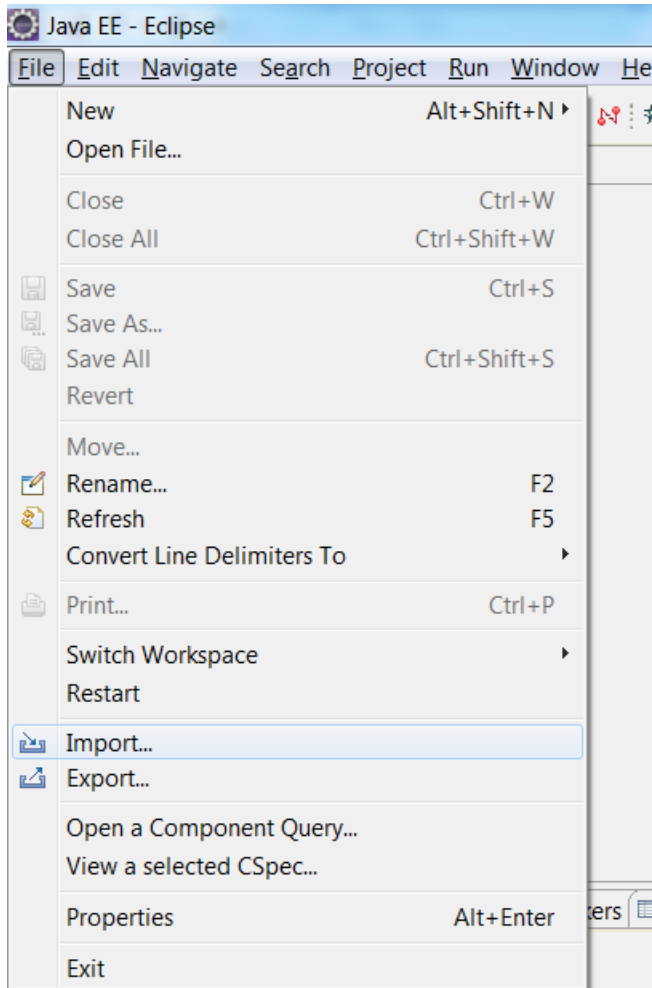 Java EE - Eclipse
File Edit Navigate Search Project Run Window He
New Alt+Shift+N
Open File...
Close Ctrl+W
Close All Ctrl+Shift+W
Save Ctrl+S
Save As...
Save All Ctrl+Shift+S
Revert
Move...
Rename... F2
Refresh F5
Convert Line Delimiters To
Print... Ctrl+P
Switch Workspace
Restart
Import...
Export...
Open a Component Query...
View a selected CSpec...
Properties Alt+Enter
kers
Exit